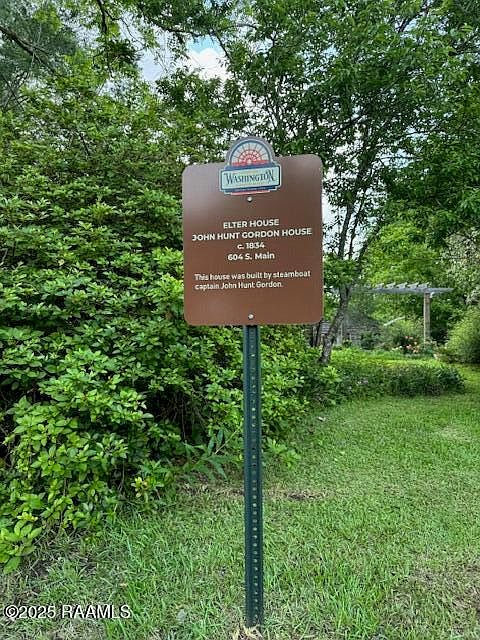 WASHINGTON
ELTER HOUSE
JOHN HUNT GORDON HOUSE
c. 1834
604 S. Main
This house was built by steamboat
captain John Hunt Gordon.
©2025 RAAMLS